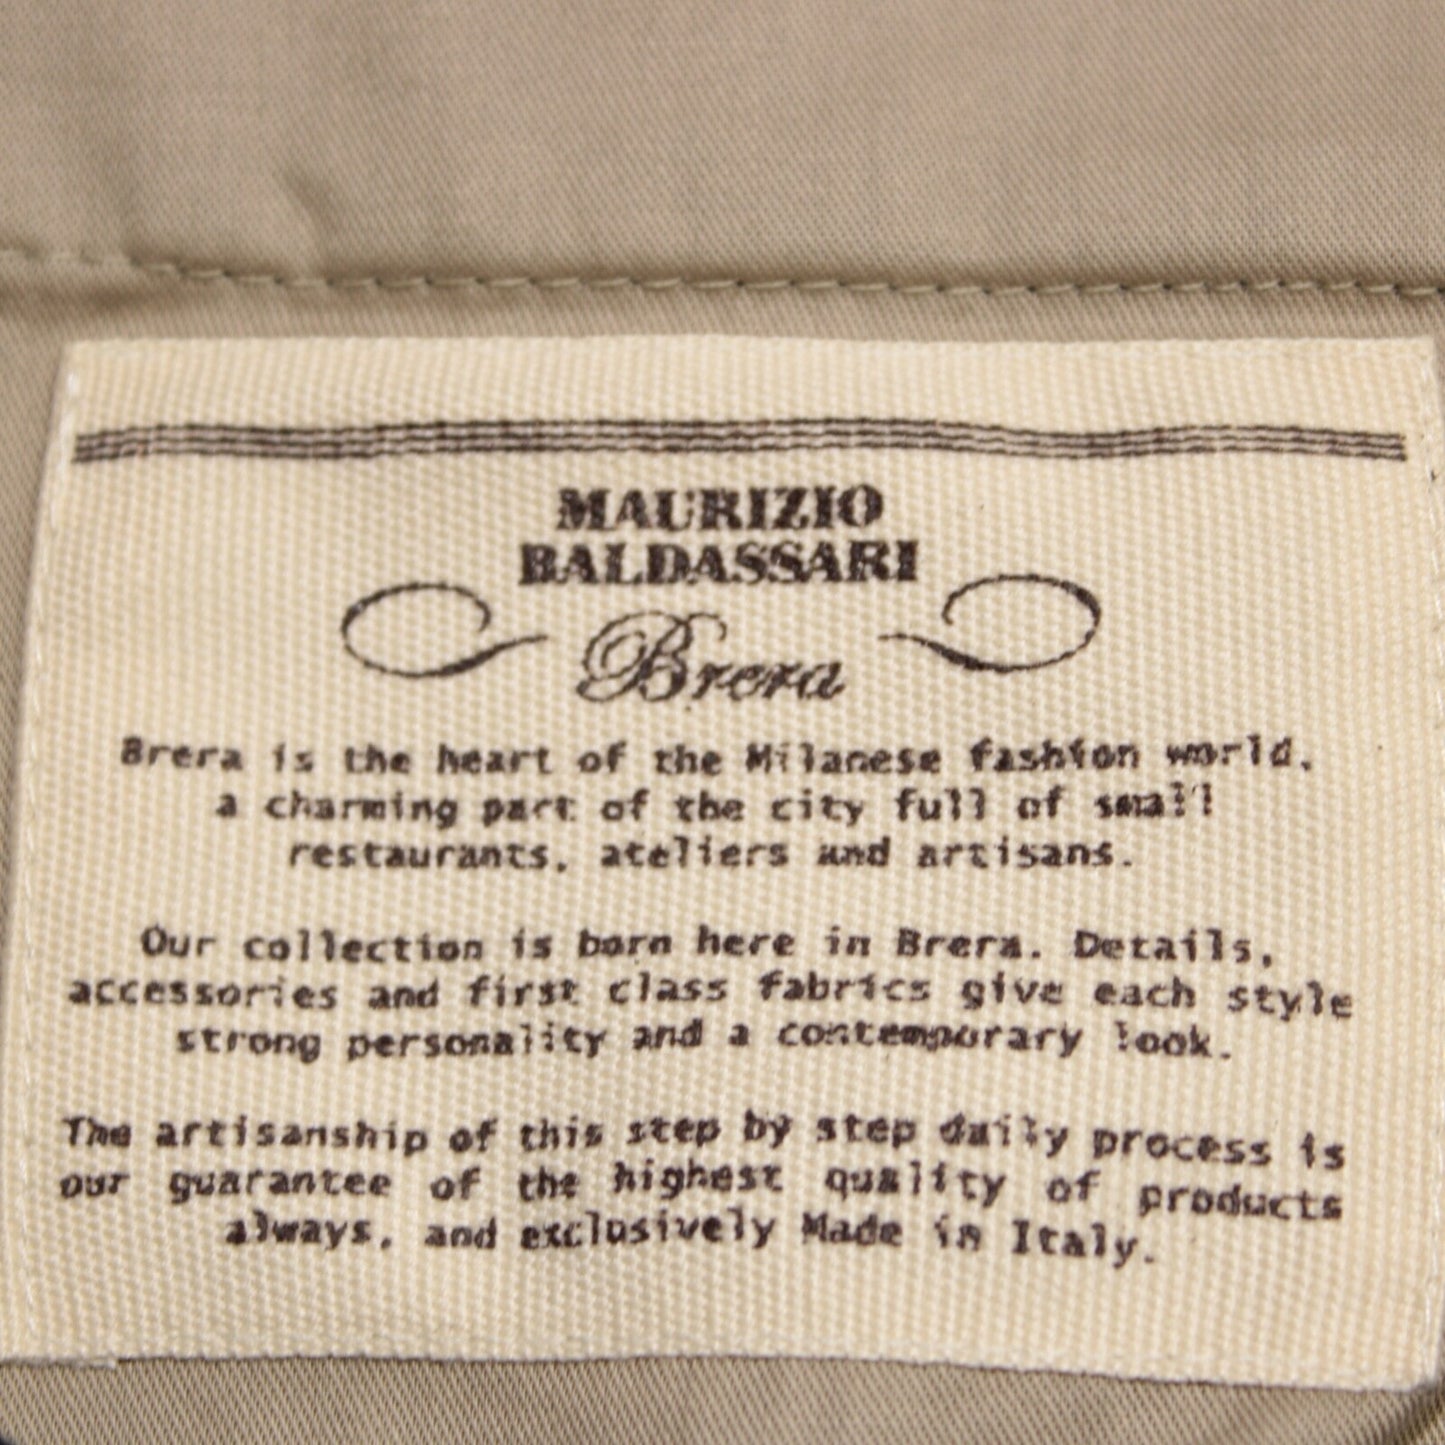 MAURIZIO
BALDASSARI
Brera
Brera is the heart of the Milanese fashion world.
a charming part of the city full of small
restaurants, ateliers and artisans.
Our collection is born here in Brera. Details,
accessories and first class fabrics give each style
strong personality and a contemporary look.
The artisanship of this step by step daily process is
our guarantee of the highest quality of products
always, and exclusively Made in Italy.